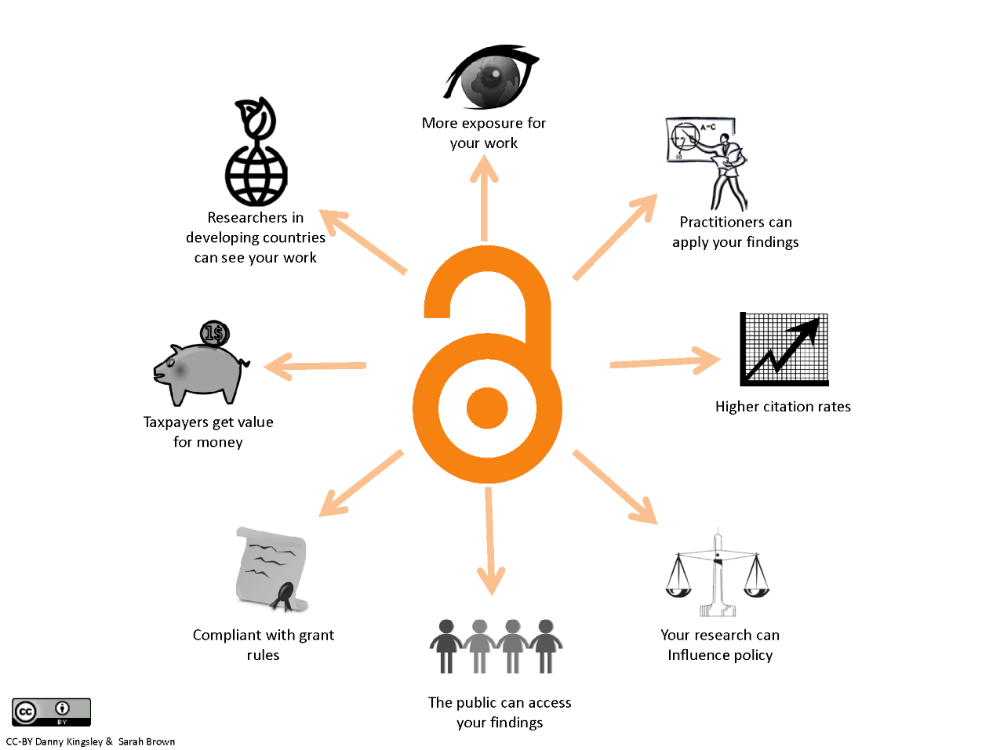 More exposure for
your work
A-C
Practitioners can
apply your findings
Researchers in
developing countries
can see your work
1$
Higher citation rates
Taxpayers get value
for money
Compliant with grant
rules
Your research can
Influence policy
The public can access
your findings
cc
BY
CC-BY Danny Kingsley & Sarah Brown